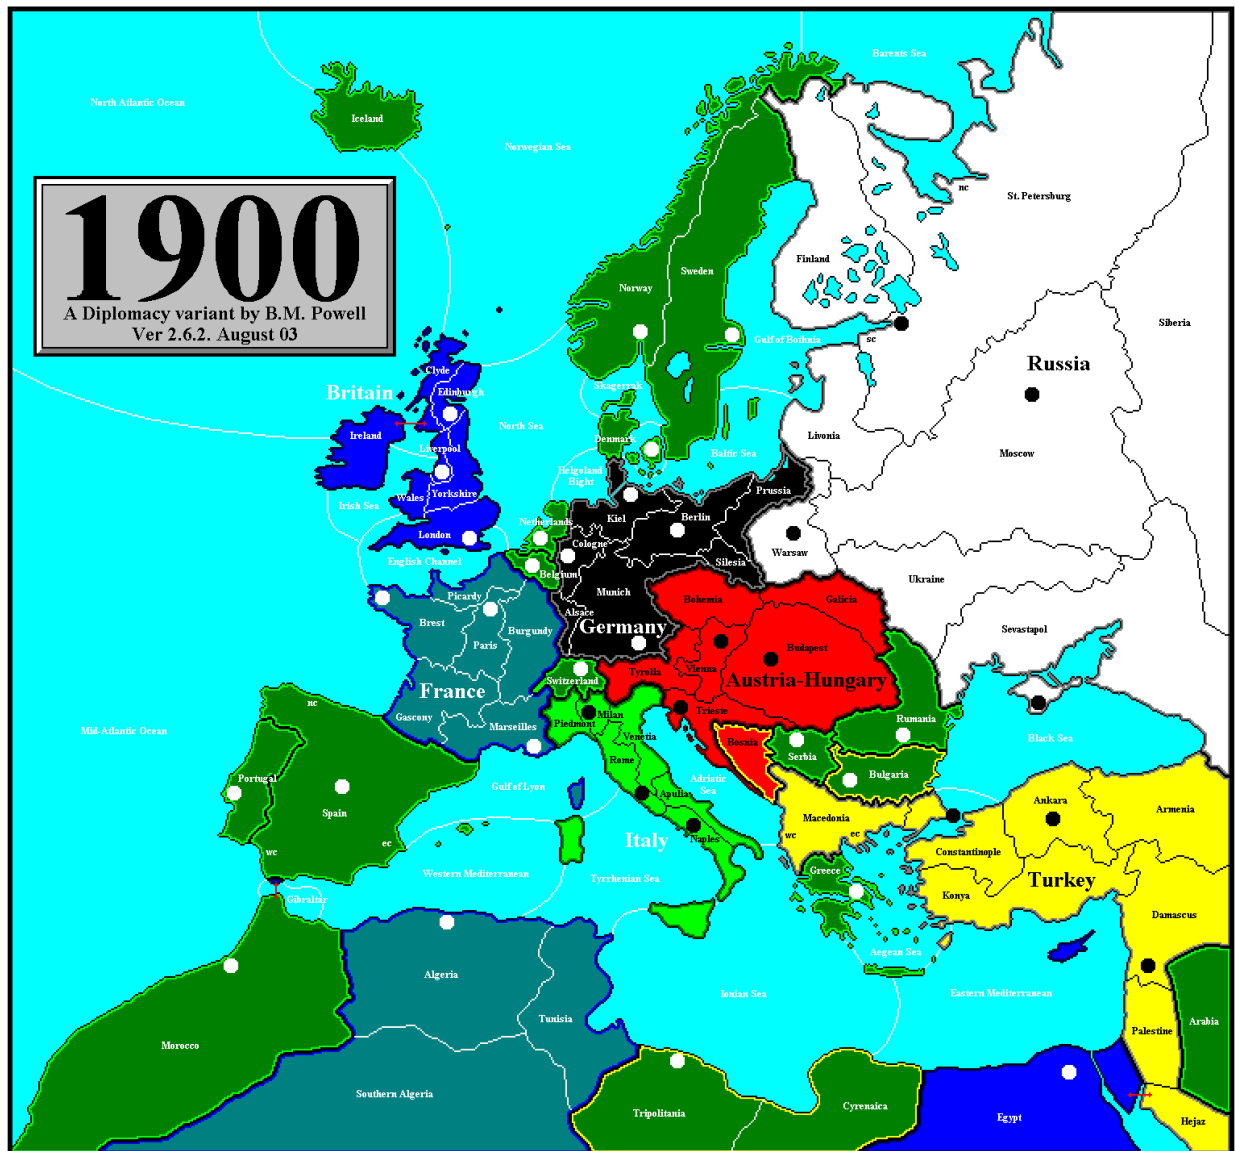 Barents Sea
North Atlantic Ocean
Iceland
Norwegian Sea
nc
St. Petersburg
1900
A Diplomacy variant by B.M. Powell
Ver 2.6.2. August 03
Finland
Sweden
Norway
Siberia
Gulf of Bothnia
sc
Russia
Clyde
Skagerrak
Britain
Edinburgh
North Sea
Ireland
Livonia
Denmark
Liverpool
Baltic Sea
Moscow
Helgoland
Bight
Prussia
Wales
Yorkshire
Irish Sea
Kiel
Berlin
Netherlands
London
Cologne
Warsaw
English Channel
Silesia
Belgium
Ukraine
Munich
Picardy
Bohemia
Galicia
Alsace
Brest
Burgundy
Germany
Sevastapol
Paris
Budapest
Vienna
Tyrolia
Switzerland
Austria-Hungary
France
nc
Trieste
Milan
Gascony
Piedmont
Rumania
Marseilles
Mid-Atlantic Ocean
Venetia
Bosnia
Black Sea
Serbia
Rome
Bulgaria
Portugal
Adriatic
Sea
Gulf of Lyon
Apulia
Ankara
Armenia
Spain
Macedonia
wc
ec
Naples
Italy
ec
wc
Constantinople
Greece
Western Mediterranean
Tyrrhenian Sea
Turkey
Gibraltar
Konya
Damascus
Aegean Sea
Algeria
Ionian Sea
Eastern Mediterranean
Tunisia
Arabia
Palestine
Morocco
Southern Algeria
Cyrenaica
Tripolitania
Egypt
Hejaz